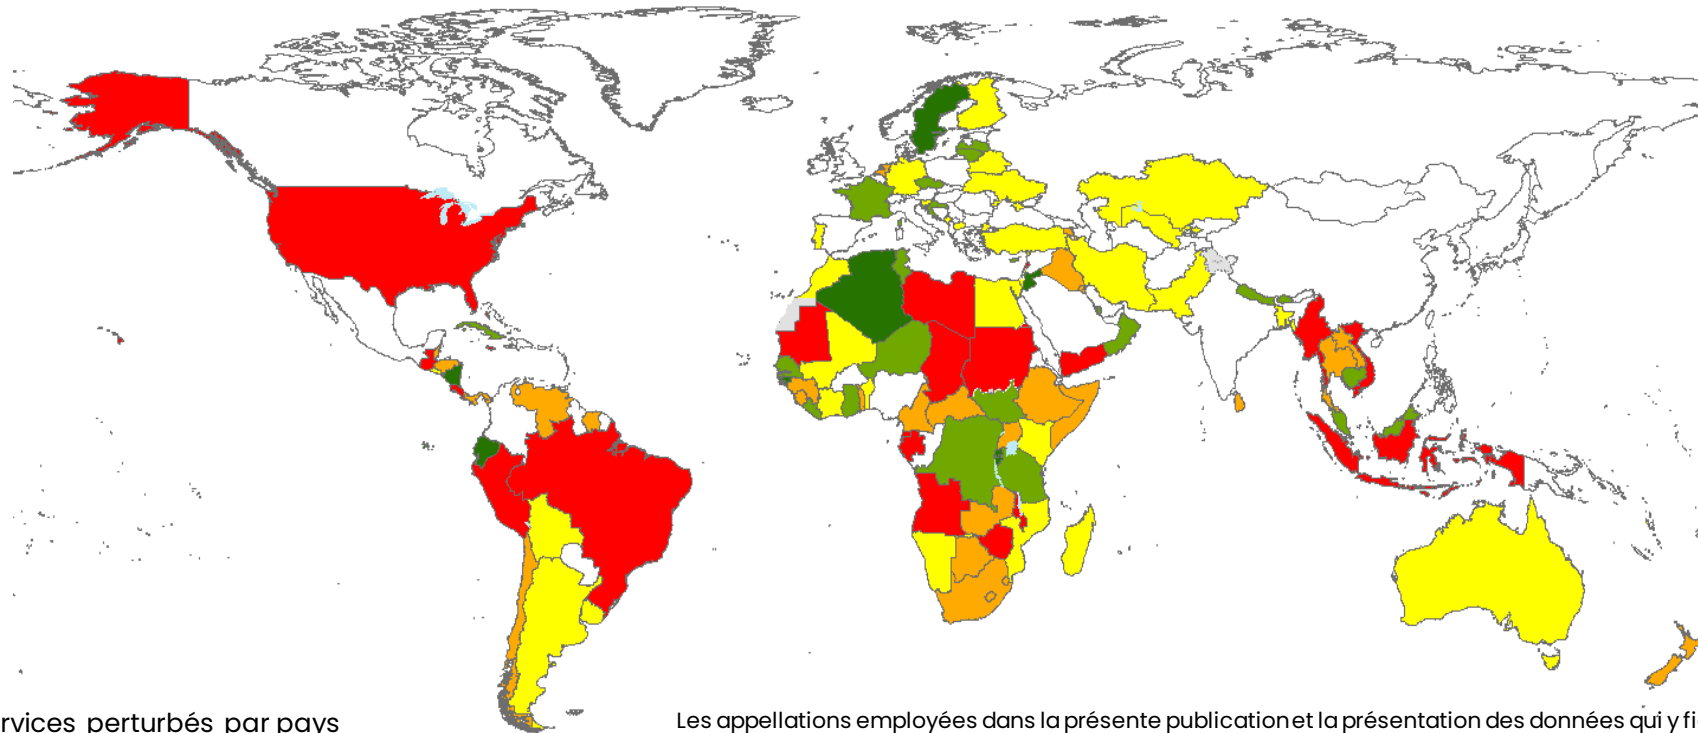 rvices perturbés par pays
Les appellations employées dans la présente publication et la présentation des données qui y fi